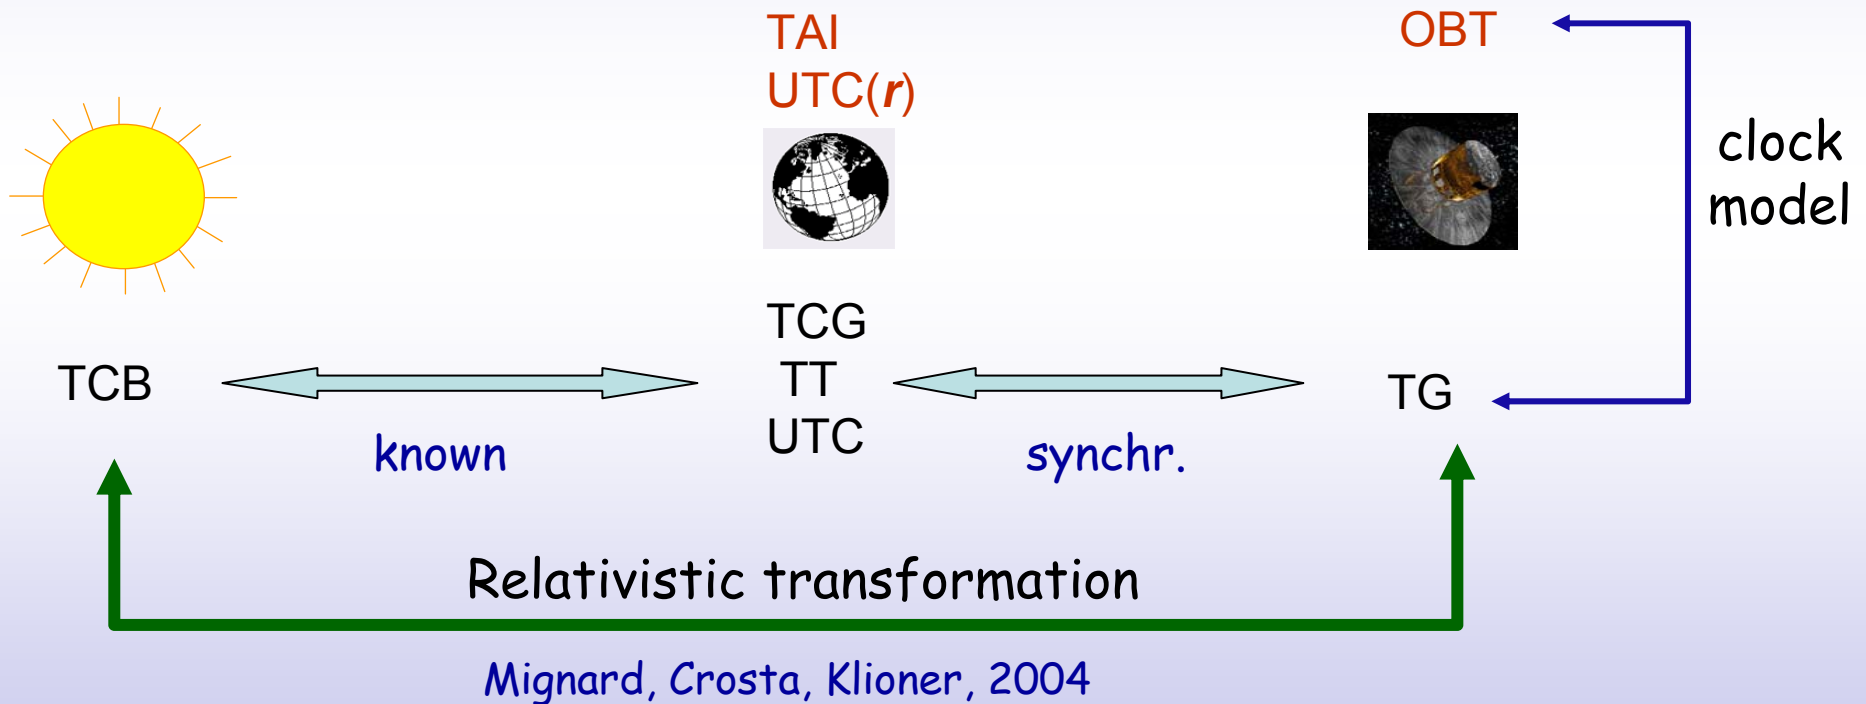 TAI
UTC(r)
OBT
clock
model
TCG
TT
UTC
TCB
TG
known
synchr.
Relativistic transformation
Mignard, Crosta, Klioner, 2004